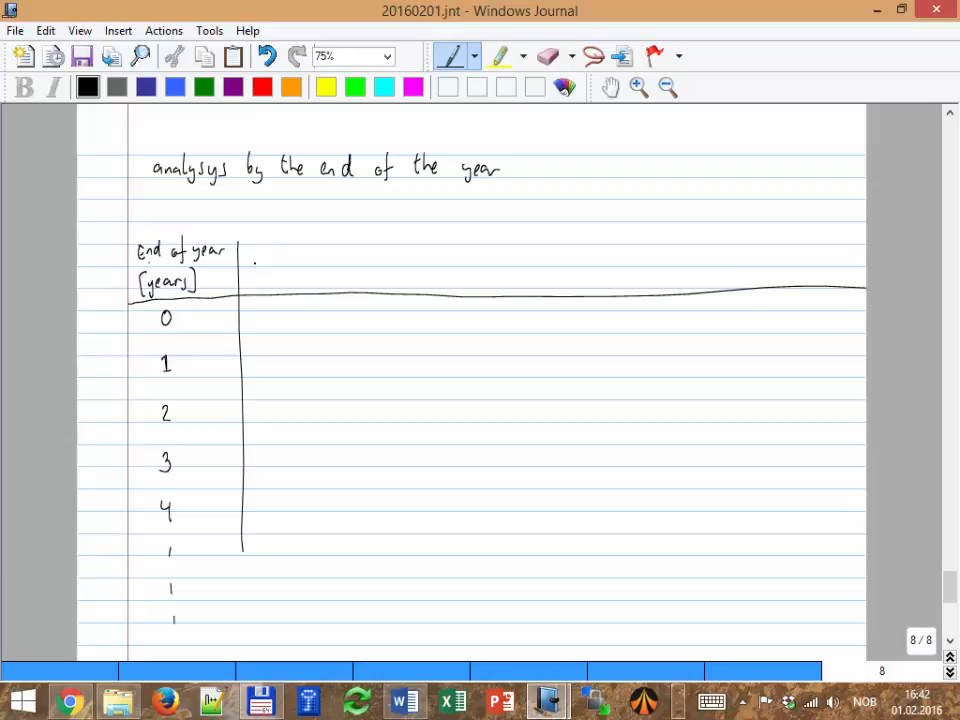 20160201.jnt - Windows Journal
File Edit View Insert Actions Tools Help
75%
B I
analysys by the end of the year
End of year
[years]
0
1
2
3
4
8 / 8
8
NOB
16:42
01.02.2016